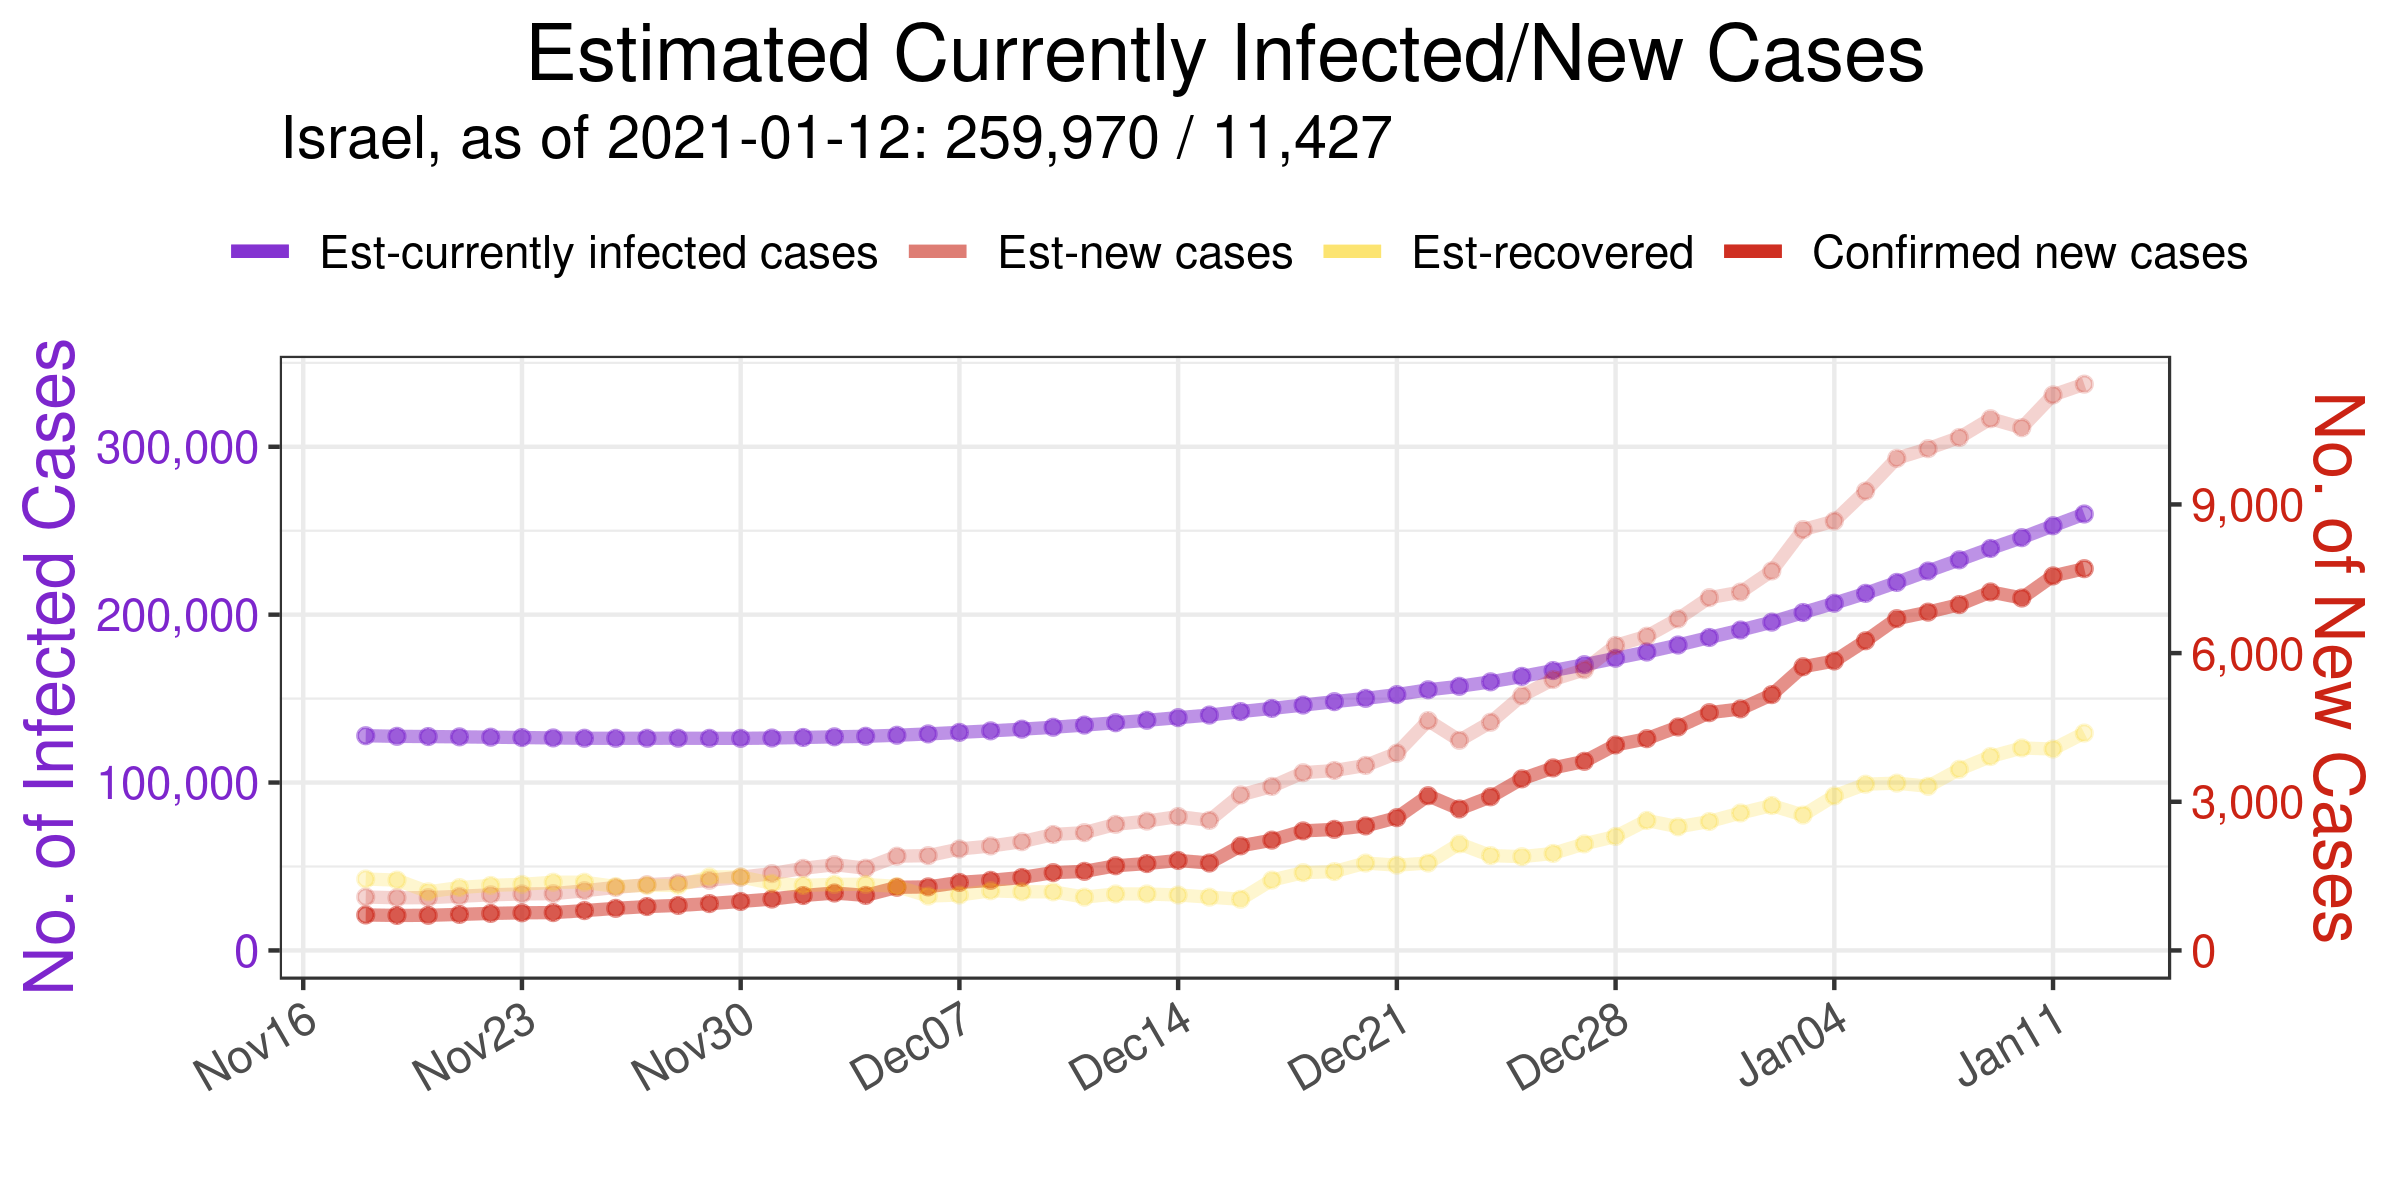 Estimated Currently Infected/New Cases
Israel, as of 2021-01-12: 259,970 / 11,427
Est-currently infected cases Est-new cases Est-recovered Confirmed new cases
No. of Infected Cases
300,000
200,000
100,000
0
9,000
6,000
3,000
0
No. of New Cases
Nov16 Nov23 Nov30 Dec07 Dec14 Dec21 Dec28 Jan04 Jan11